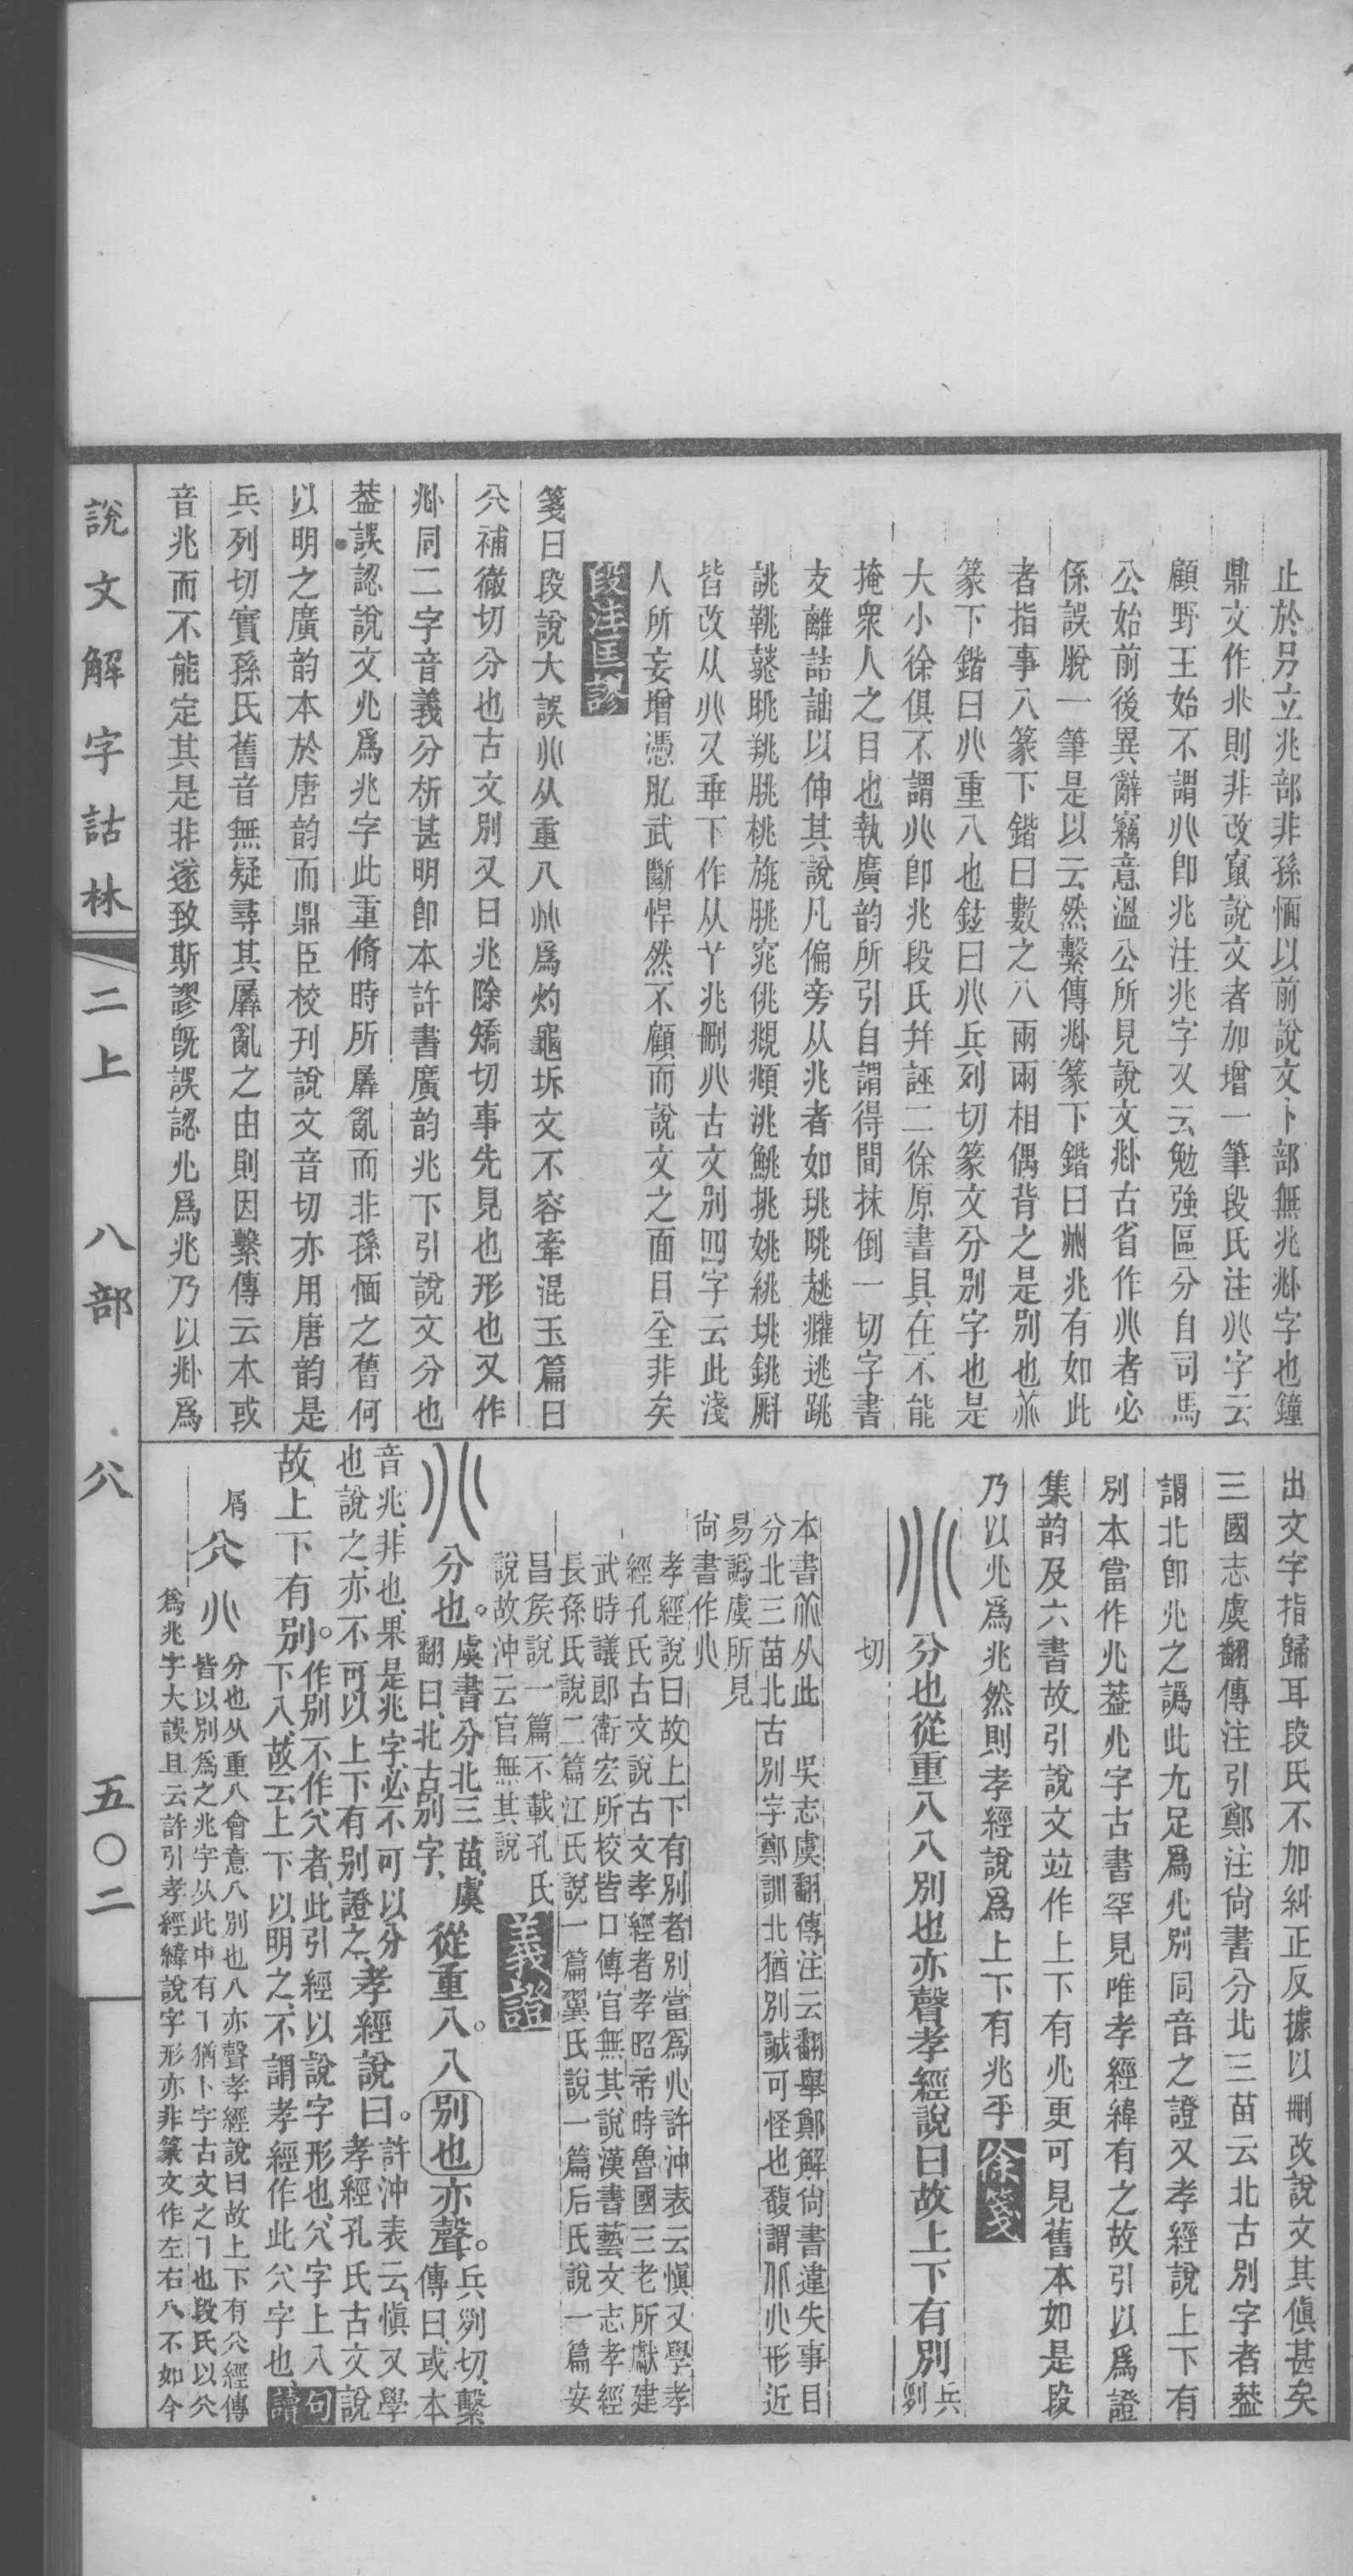 止於另立兆部非孫愐以前說文卜部無兆𠧞字也鐘
鼎文作㸚則非改竄說文者加增一筆段氏注𠔁字云
顧野王始不謂𠔁卽兆注兆字又云勉強區分自司馬
公始前後異辭竊意溫公所見說文𠧞古省作𠔁者必
係誤脫一筆是以云然繫傳𠧞篆下鍇曰𠧞兆有如此
者指事八篆下鍇曰數之八兩兩相偶背之是別也𠔁
篆下鍇曰𠔁重八也鉉曰𠔁兵列切篆文分別字也是
大小徐俱不謂𠔁卽兆段氏幷誣二徐原書具在不能
掩衆人之目也執廣韵所引自謂得間抹倒一切字書
支離詰詘以伸其說凡偏旁从兆者如珧咷趒𤺄逃跳
誂鞉鼗眺羜朓桃旐朓窕佻覜頫洮鮡挑姚絩垗銚斛
皆改从𠔁又垂下作从𠁥兆刪𠔁古文別四字云此淺
人所妄增憑肊武斷悍然不顧而說文之面目全非矣
段注匡謬
箋曰段說大誤𠔁从重八𠧞爲灼龜坼文不容牽混玉篇曰
𠔁補徹切分也古文別又曰兆除矯切事先見也形也又作
𠧞同二字音義分析甚明卽本許書廣韵兆下引說文分也
葢誤認說文𠔁爲兆字此重脩時所羼亂而非孫愐之舊何
以明之廣韵本於唐韵而鼎臣校刊說文音切亦用唐韵是
兵列切實孫氏舊音無疑尋其羼亂之由則因繫傳云本或
音兆而不能定其是非遂致斯謬旣誤認𠔁爲兆乃以𠧞爲
出文字指歸耳段氏不加糾正反據以刪改說文其傎甚矣
三國志虞翻傳注引鄭注尙書分北三苗云北古別字者葢
謂北卽𠔁之譌此尤足爲𠔁別同音之證又孝經說上下有
別本當作𠔁葢𠔁字古書罕見唯孝經緯有之故引以爲證
集韵及六書故引說文竝作上下有𠔁更可見舊本如是段
乃以𠔁爲兆然則孝經說爲上下有兆乎徐箋
𠔁分也從重八八別也亦聲孝經說曰故上下有別兵列
切
本書𠔁从此 吳志虞翻傳注云翻舉鄭解尙書違失事目
分北三苗北古別字鄭訓北猶別誠可怪也馥謂𠔁𠔁形近
易譌虞所見
尙書作𠔁
孝經說曰故上下有別者別當爲𠔁許沖表云愼又學孝
經孔氏古文說古文孝經者孝昭帝時魯國三老所獻建
武時議郎衛宏所校皆口傳官無其說漢書藝文志孝經
長孫氏說二篇江氏說一篇翼氏說一篇后氏說一篇安
昌矦說一篇不載孔氏
說故沖云官無其說義證
𠔁分也。虞書分北三苗、虞翻曰、北古別字、從重八。八別也亦聲。兵列切、繫傳曰、或本
音兆、非也、果是兆字、必不可以分也說之、亦不可以上下有別證之、孝經說曰。許沖表云、愼又學孝經孔氏古文說
故上下有別。作別不作𠔁者、此引經以說字形也、𠔁字上八下八、故云上下以明之、不謂孝經作此𠔁字也、句讀
屑𠔁𠔁分也从重八會意八別也八亦聲孝經說曰故上下有𠔁經傳
皆以別爲之兆字从此中有㇕猶卜字古文之㇕也段氏以𠔁
爲兆字大誤且云許引孝經緯說字形亦非篆文作左右八不如今
說文解字詁林
二上
八部
𠔁
五〇二